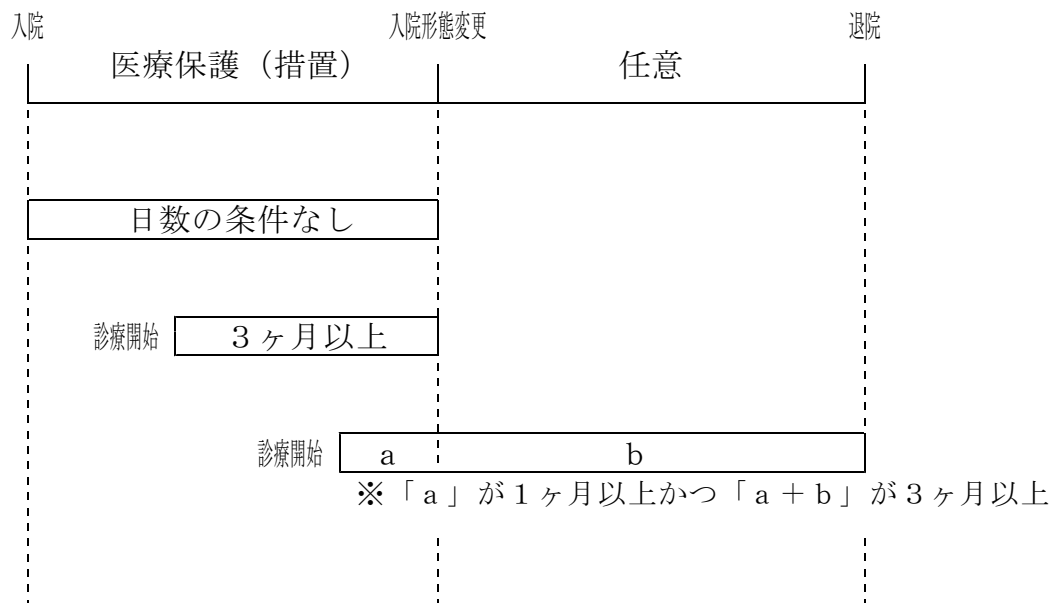 入院 入院形態変更 退院
医療保護（措置） 任意
日数の条件なし
診療開始 ３ヶ月以上
診療開始 ａ ｂ
※「ａ」が１ヶ月以上かつ「ａ＋ｂ」が３ヶ月以上